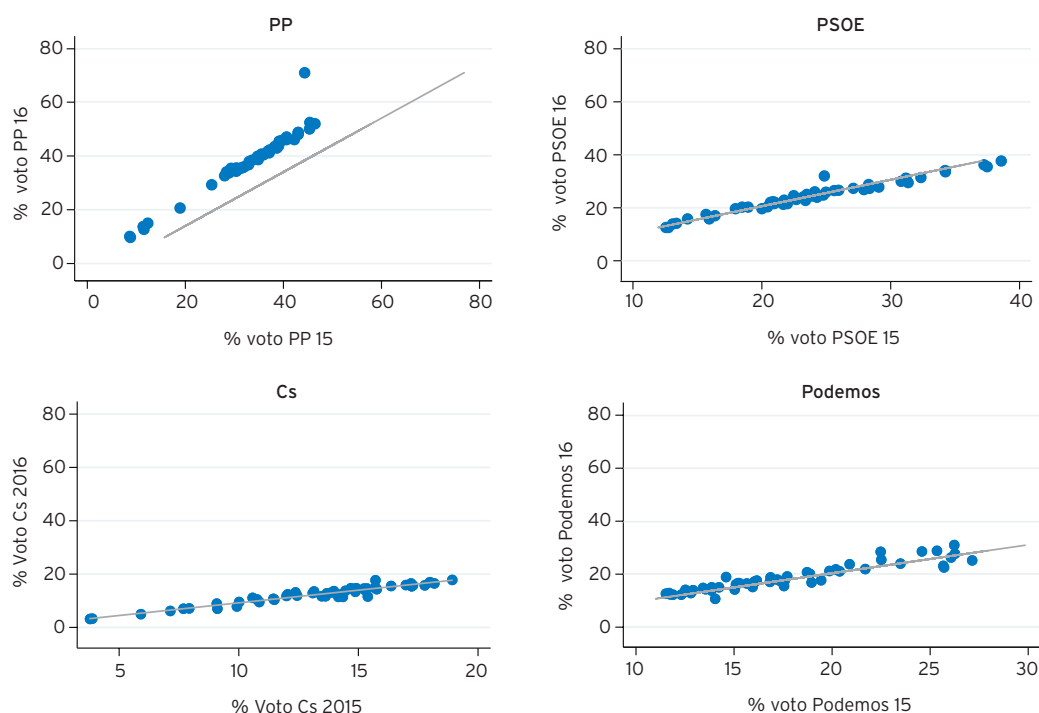 PP
80
60
40
20
0
% voto PP 16
0 20 40 60 80
% voto PP 15
PSOE
80
60
40
20
0
% voto PSOE 16
10 20 30 40
% voto PSOE 15
Cs
80
60
40
20
0
% Voto Cs 2016
5 10 15 20
% Voto Cs 2015
Podemos
80
60
40
20
0
% voto Podemos 16
10 15 20 25 30
% voto Podemos 15